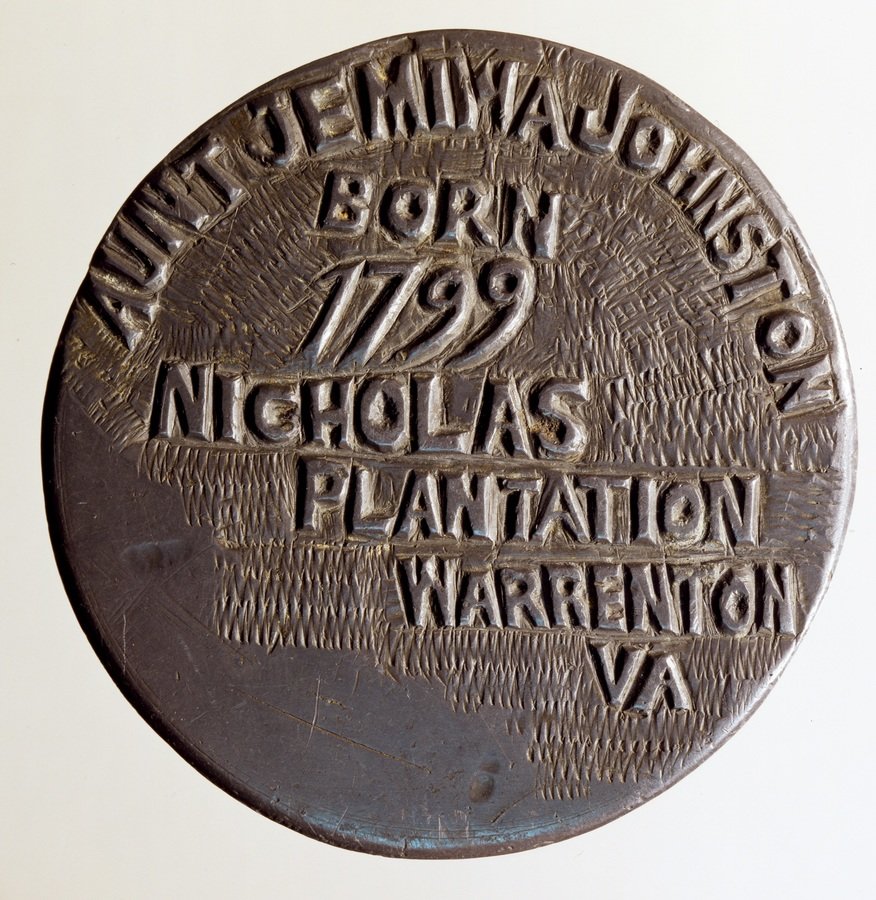 AUNT JEMIMA JOHNSTON
BORN
1799
NICHOLAS
PLANTATION
WARRENTON
VA